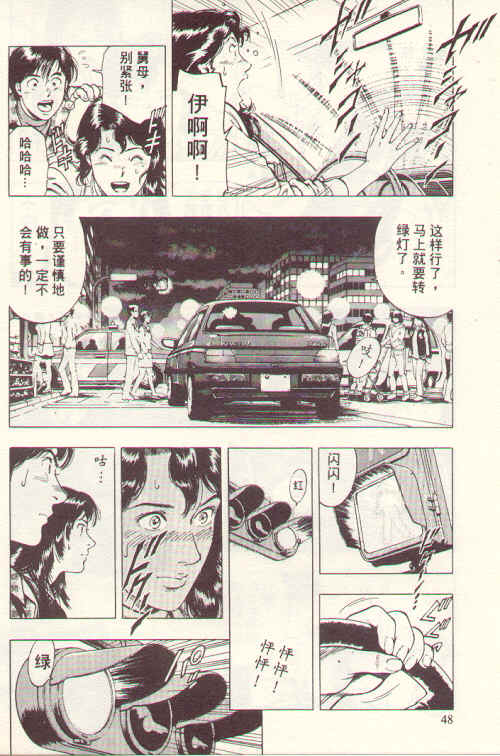 伊啊啊！
舅母，
别紧张！
哈哈哈…
这样行了，
马上就要转
绿灯了。
哎
只要谨慎地
做，一定不
会有事的！
闪闪！
红
咕…
怦怦！
怦怦！
绿
48